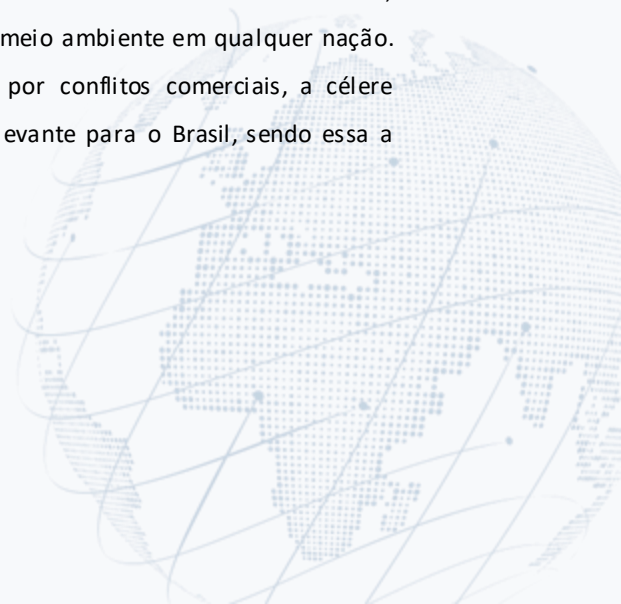 meio ambiente em qualquer nação.
por conflitos comerciais, a célere
evante para o Brasil, sendo essa a